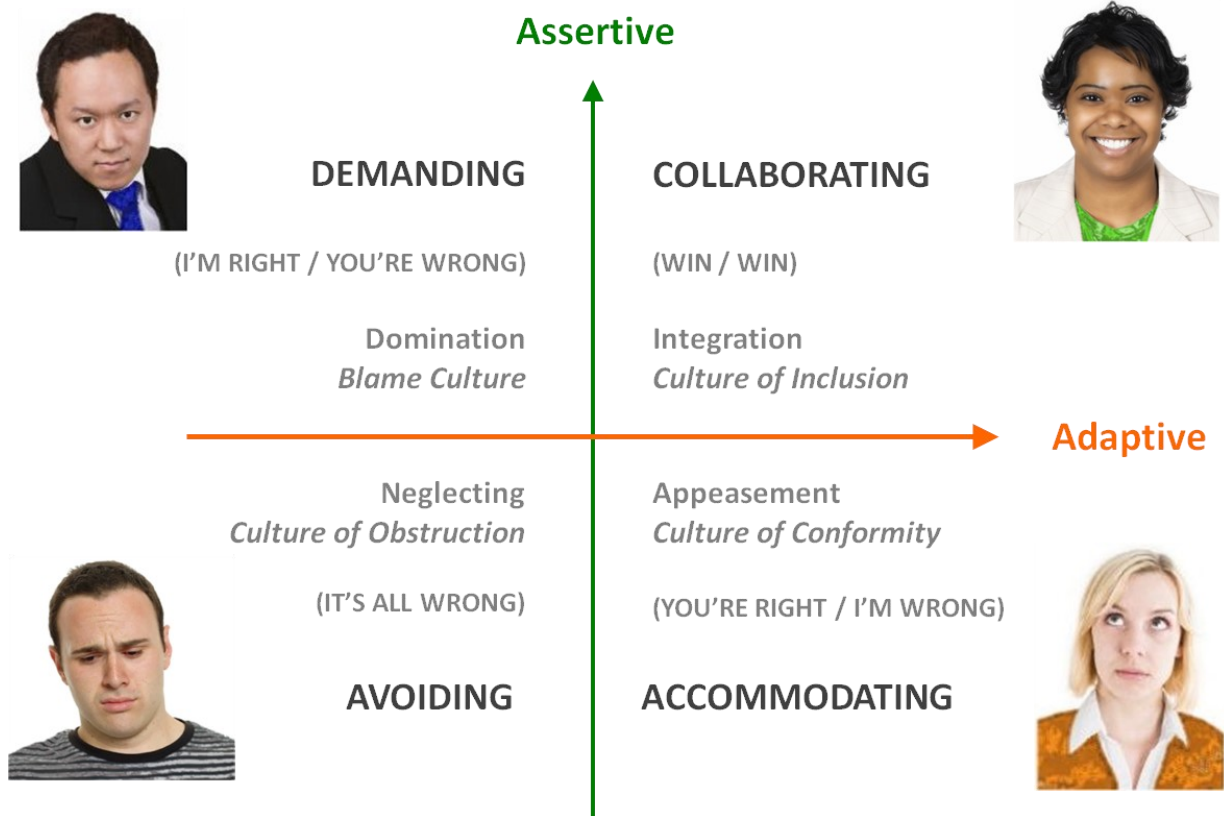 Assertive
DEMANDING
(I'M RIGHT / YOU'RE WRONG)
Domination
Blame Culture
COLLABORATING
(WIN / WIN)
Integration
Culture of Inclusion
Adaptive
Neglecting
Culture of Obstruction
(IT'S ALL WRONG)
AVOIDING
Appeasement
Culture of Conformity
(YOU'RE RIGHT / I'M WRONG)
ACCOMMODATING